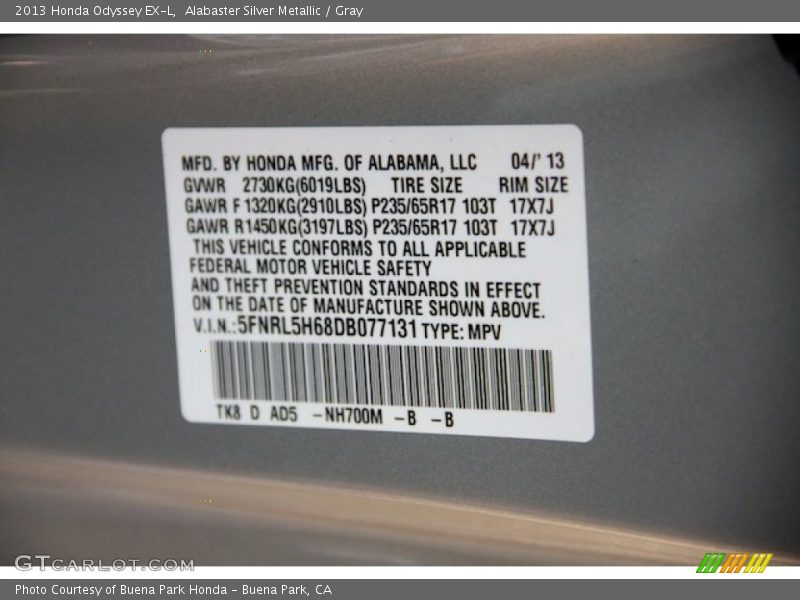 2013 Honda Odyssey EX-L,  Alabaster Silver Metallic / Gray
MFD. BY HONDA MFG. OF ALABAMA, LLC 04/' 13
GVWR 2730KG(6019LBS) TIRE SIZE RIM SIZE
GAWR F 1320KG(2910LBS) P235/65R17 103T 17X7J
GAWR R1450KG(3197LBS) P235/65R17 103T 17X7J
THIS VEHICLE CONFORMS TO ALL APPLICABLE
FEDERAL MOTOR VEHICLE SAFETY
AND THEFT PREVENTION STANDARDS IN EFFECT
ON THE DATE OF MANUFACTURE SHOWN ABOVE.
V.I.N.:5FNRL5H68DB077131 TYPE: MPV
TK8 D AD5 -NH700M -B -B
GTCARLOT.COM
Photo Courtesy of Buena Park Honda - Buena Park, CA